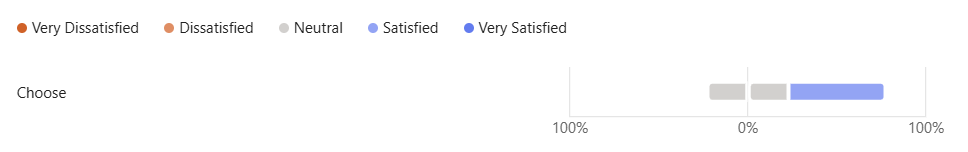 Very Dissatisfied Dissatisfied Neutral Satisfied Very Satisfied
Choose
100% 0% 100%